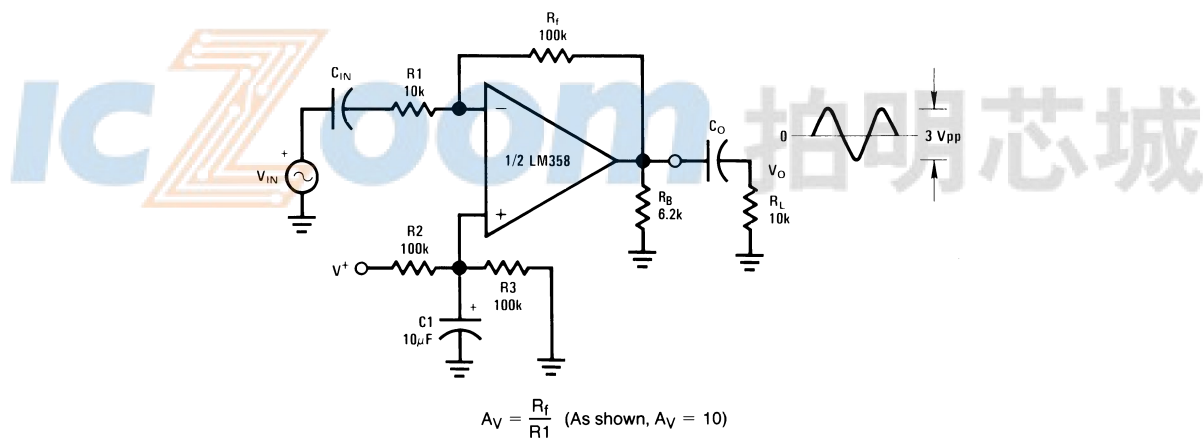 Rf
100k
CIN
R1
10k
ICZoom
拍明芯城
−
1/2 LM358
+
CO
0
3 Vpp
+
VIN
VO
RB
6.2k
RL
10k
R2
100k
V+
R3
100k
+
C1
10μF
AV = Rf/R1 (As shown, AV = 10)